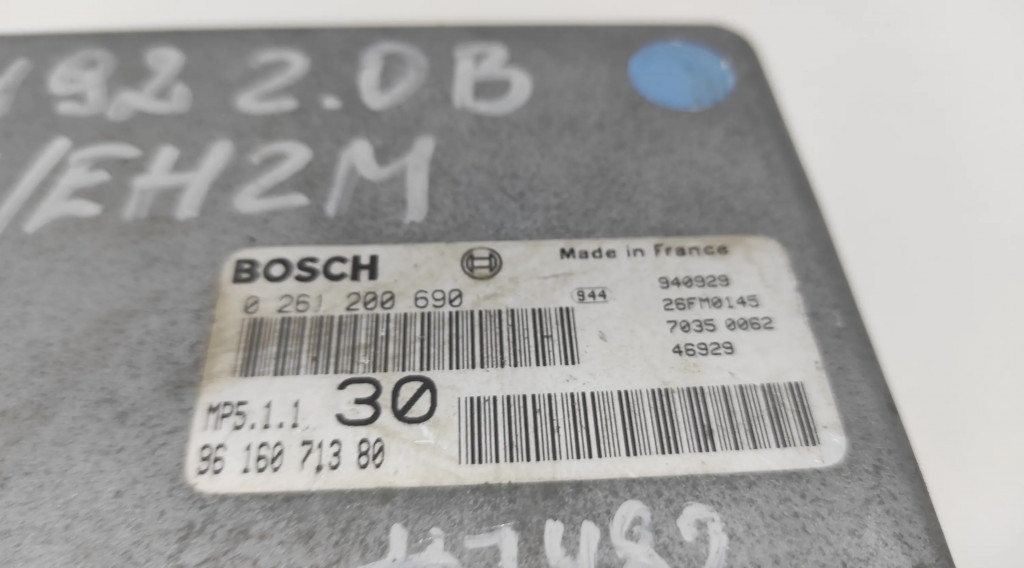 92 2.0B
/EH2M
BOSCH
Made in France
0 261 200 690
944
940929
26FM0145
7035 0062
46929
MP5.1.1
30
96 160 713 80